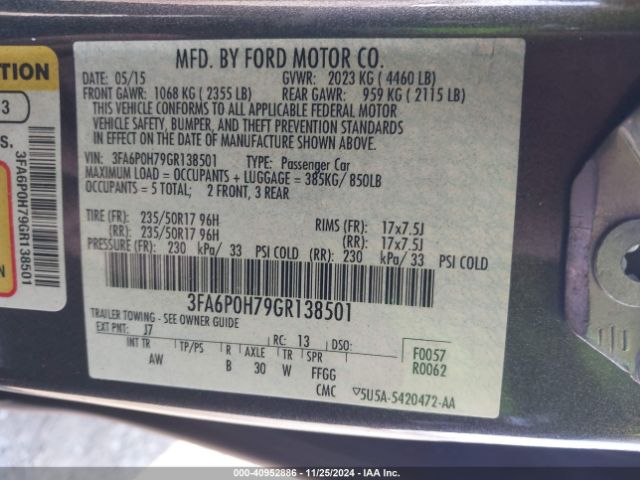 MFD. BY FORD MOTOR CO.
DATE: 05/15 GVWR: 2023 KG ( 4460 LB)
FRONT GAWR: 1068 KG ( 2355 LB) REAR GAWR: 959 KG ( 2115 LB)
THIS VEHICLE CONFORMS TO ALL APPLICABLE FEDERAL MOTOR
VEHICLE SAFETY, BUMPER, AND THEFT PREVENTION STANDARDS
IN EFFECT ON THE DATE OF MANUFACTURE SHOWN ABOVE.
VIN: 3FA6P0H79GR138501 TYPE: Passenger Car
MAXIMUM LOAD = OCCUPANTS + LUGGAGE = 385KG/ 850LB
OCCUPANTS = 5 TOTAL; 2 FRONT, 3 REAR
TIRE (FR): 235/50R17 96H RIMS (FR): 17x7.5J
(RR): 235/50R17 96H (RR): 17x7.5J
PRESSURE (FR): 230 kPa/ 33 PSI COLD (RR): 230 kPa/ 33 PSI COLD
3FA6P0H79GR138501
TRAILER TOWING - SEE OWNER GUIDE
EXT PNT: J7 RC: 13 DSO:
INT TR TP/PS R AXLE TR SPR
AW B 30 W FFGG
F0057
R0062
CMC 5U5A-5420472-AA
TION
3
S.
3FA6P0H79GR138501
000-40952886 - 11/25/2024 - IAA Inc.